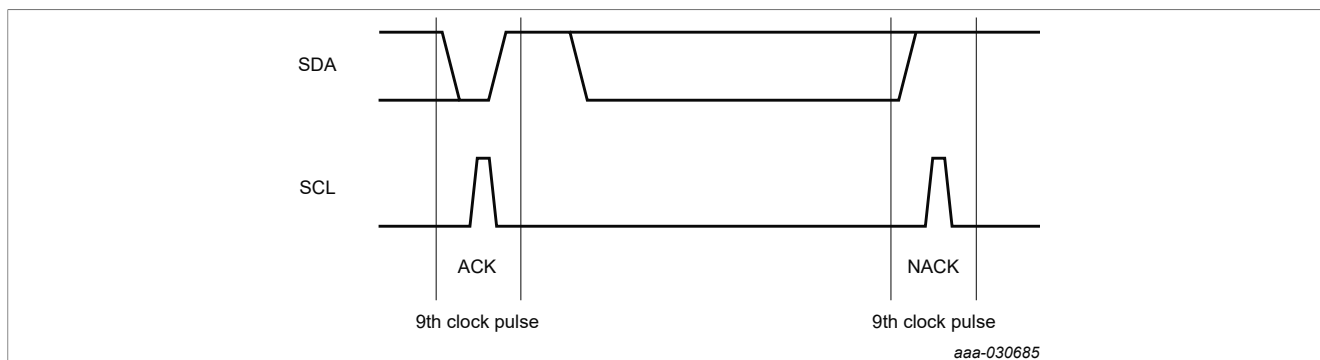 SDA
SCL
ACK
NACK
9th clock pulse
9th clock pulse
aaa-030685